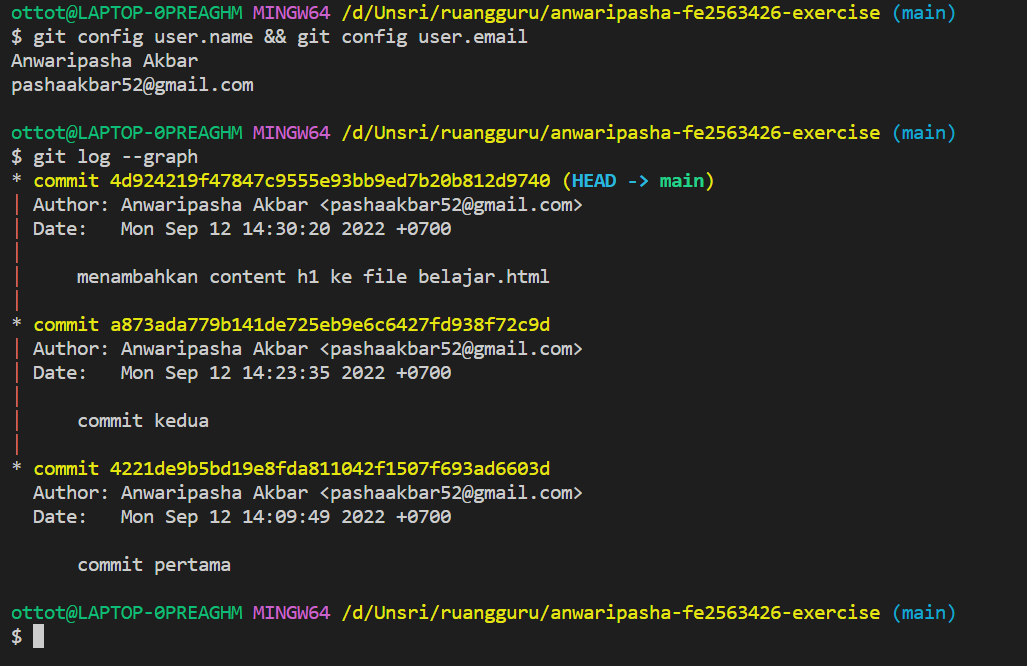 ottot@LAPTOP-0PREAGHM MINGW64 /d/Unsri/ruangguru/anwaripasha-fe2563426-exercise (main)
$ git config user.name && git config user.email
Anwaripasha Akbar
pashaakbar52@gmail.com
ottot@LAPTOP-0PREAGHM MINGW64 /d/Unsri/ruangguru/anwaripasha-fe2563426-exercise (main)
$ git log --graph
* commit 4d924219f47847c9555e93bb9ed7b20b812d9740 (HEAD -> main)
| Author: Anwaripasha Akbar <pashaakbar52@gmail.com>
| Date:   Mon Sep 12 14:30:20 2022 +0700
|
|     menambahkan content h1 ke file belajar.html
|
* commit a873ada779b141de725eb9e6c6427fd938f72c9d
| Author: Anwaripasha Akbar <pashaakbar52@gmail.com>
| Date:   Mon Sep 12 14:23:35 2022 +0700
|
|     commit kedua
|
* commit 4221de9b5bd19e8fda811042f1507f693ad6603d
  Author: Anwaripasha Akbar <pashaakbar52@gmail.com>
  Date:   Mon Sep 12 14:09:49 2022 +0700
      commit pertama
ottot@LAPTOP-0PREAGHM MINGW64 /d/Unsri/ruangguru/anwaripasha-fe2563426-exercise (main)
$